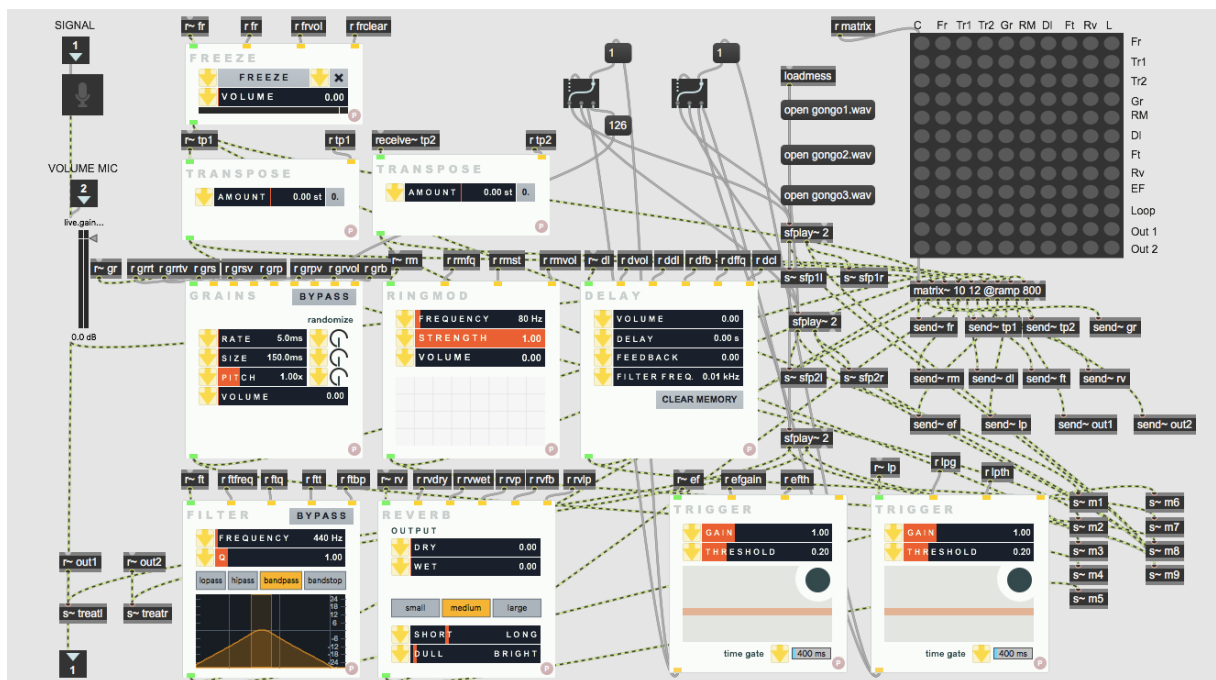 SIGNAL
1
r~ fr
r fr
r frvol
r frclear
FREEZE
FREEZE
VOLUME 0.00
P
r~ tp1
r tp1
receive~ tp2
r tp2
TRANSPOSE
AMOUNT 0.00 st 0.
P
TRANSPOSE
AMOUNT 0.00 st 0.
P
1
1
126
loadmess
open gongo1.wav
open gongo2.wav
open gongo3.wav
sfplay~ 2
s~ sfp1l
s~ sfp1r
sfplay~ 2
s~ sfp2l
s~ sfp2r
sfplay~ 2
r matrix
C Fr Tr1 Tr2 Gr RM Dl Ft Rv L
Fr
Tr1
Tr2
Gr
RM
Dl
Ft
Rv
EF
Loop
Out 1
Out 2
matrix~ 10 12 @ramp 800
send~ fr
send~ tp1
send~ tp2
send~ gr
send~ rm
send~ dl
send~ ft
send~ rv
send~ ef
send~ lp
send~ out1
send~ out2
VOLUME MIC
2
live.gain...
0.0 dB
r~ gr
r grrt
r grrtv
r grs
r grsv
r grp
r grpv
r grvol
r grb
GRAINS
BYPASS
randomize
RATE 5.0ms
SIZE 150.0ms
PITCH 1.00x
VOLUME 0.00
P
r~ rm
r rmfq
r rmst
r rmvol
RINGMOD
FREQUENCY 80 Hz
STRENGTH 1.00
VOLUME 0.00
P
r~ dl
r dvol
r ddl
r dfb
r dffq
r dcl
DELAY
VOLUME 0.00
DELAY 0.00 s
FEEDBACK 0.00
FILTER FREQ. 0.01 kHz
CLEAR MEMORY
P
r~ ft
r ftfreq
r ftq
r ftt
r ftbp
FILTER
BYPASS
FREQUENCY 440 Hz
Q 1.00
lopass
hipass
bandpass
bandstop
24
18
12
6
-6
-12
-18
-24
r~ rv
r rvdry
r rvwet
r rvp
r rvfb
r rvlp
REVERB
OUTPUT
DRY 0.00
WET 0.00
small
medium
large
SHORT LONG
DULL BRIGHT
P
r~ ef
r efgain
r efth
TRIGGER
GAIN 1.00
THRESHOLD 0.20
time gate 400 ms
P
r~ lp
r lpg
r lpth
TRIGGER
GAIN 1.00
THRESHOLD 0.20
time gate 400 ms
P
s~ m1
s~ m2
s~ m3
s~ m4
s~ m5
s~ m6
s~ m7
s~ m8
s~ m9
r~ out1
r~ out2
s~ treatl
s~ treatr
1